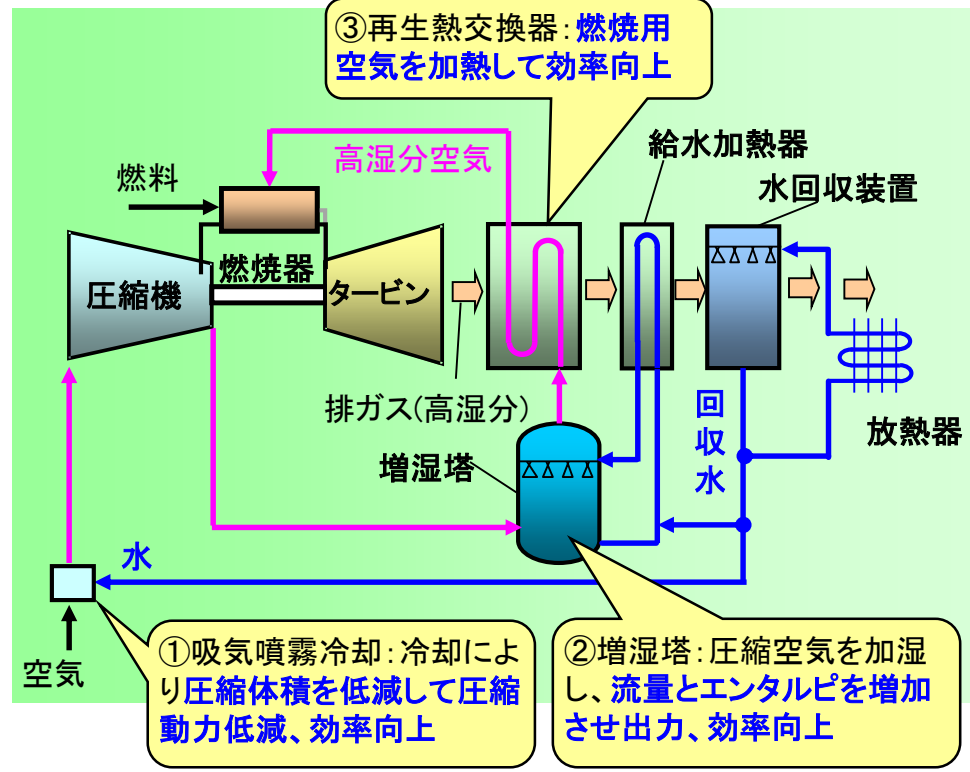 ③再生熱交換器：燃焼用
空気を加熱して効率向上
給水加熱器
高湿分空気
燃料
水回収装置
燃焼器
圧縮機
タービン
排ガス(高湿分)
回
収
水
放熱器
増湿塔
水
空気
①吸気噴霧冷却：冷却によ
り圧縮体積を低減して圧縮
動力低減、効率向上
②増湿塔：圧縮空気を加湿
し、流量とエンタルピを増加
させ出力、効率向上